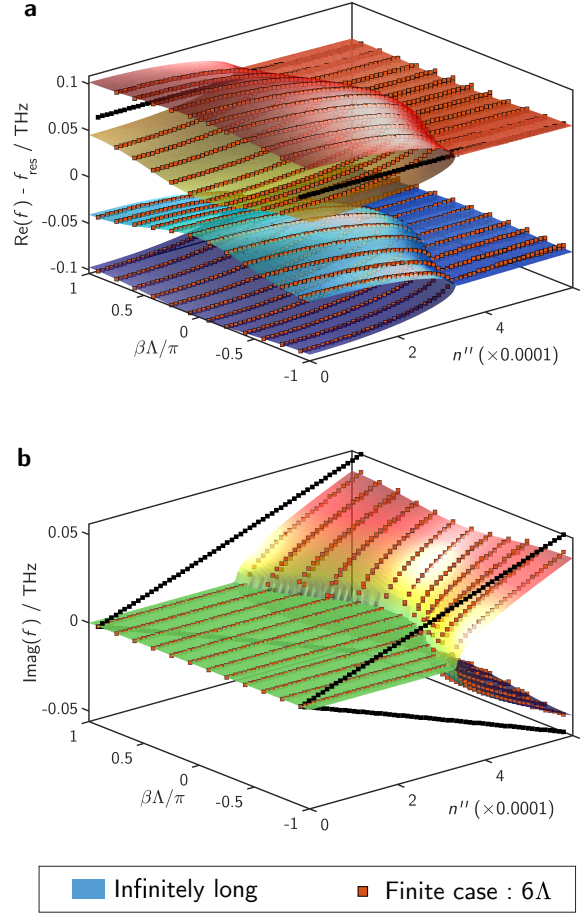 a
Re(f) - f_res / THz
0.1
0.05
0
-0.05
-0.1
1
0.5
0
-0.5
-1
βΛ/π
0
2
4
n'' (×0.0001)
b
Imag(f) / THz
0.05
0
-0.05
1
0.5
0
-0.5
-1
βΛ/π
0
2
4
n'' (×0.0001)
Infinitely long
Finite case : 6Λ